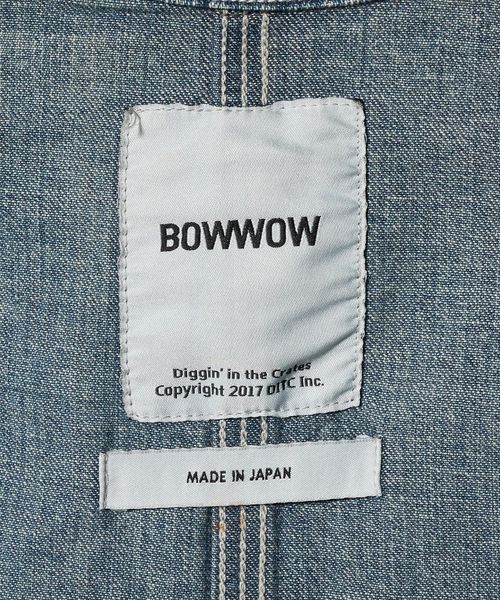 BOWWOW
Diggin' in the Crates
Copyright 2017 DITC Inc.
MADE IN JAPAN